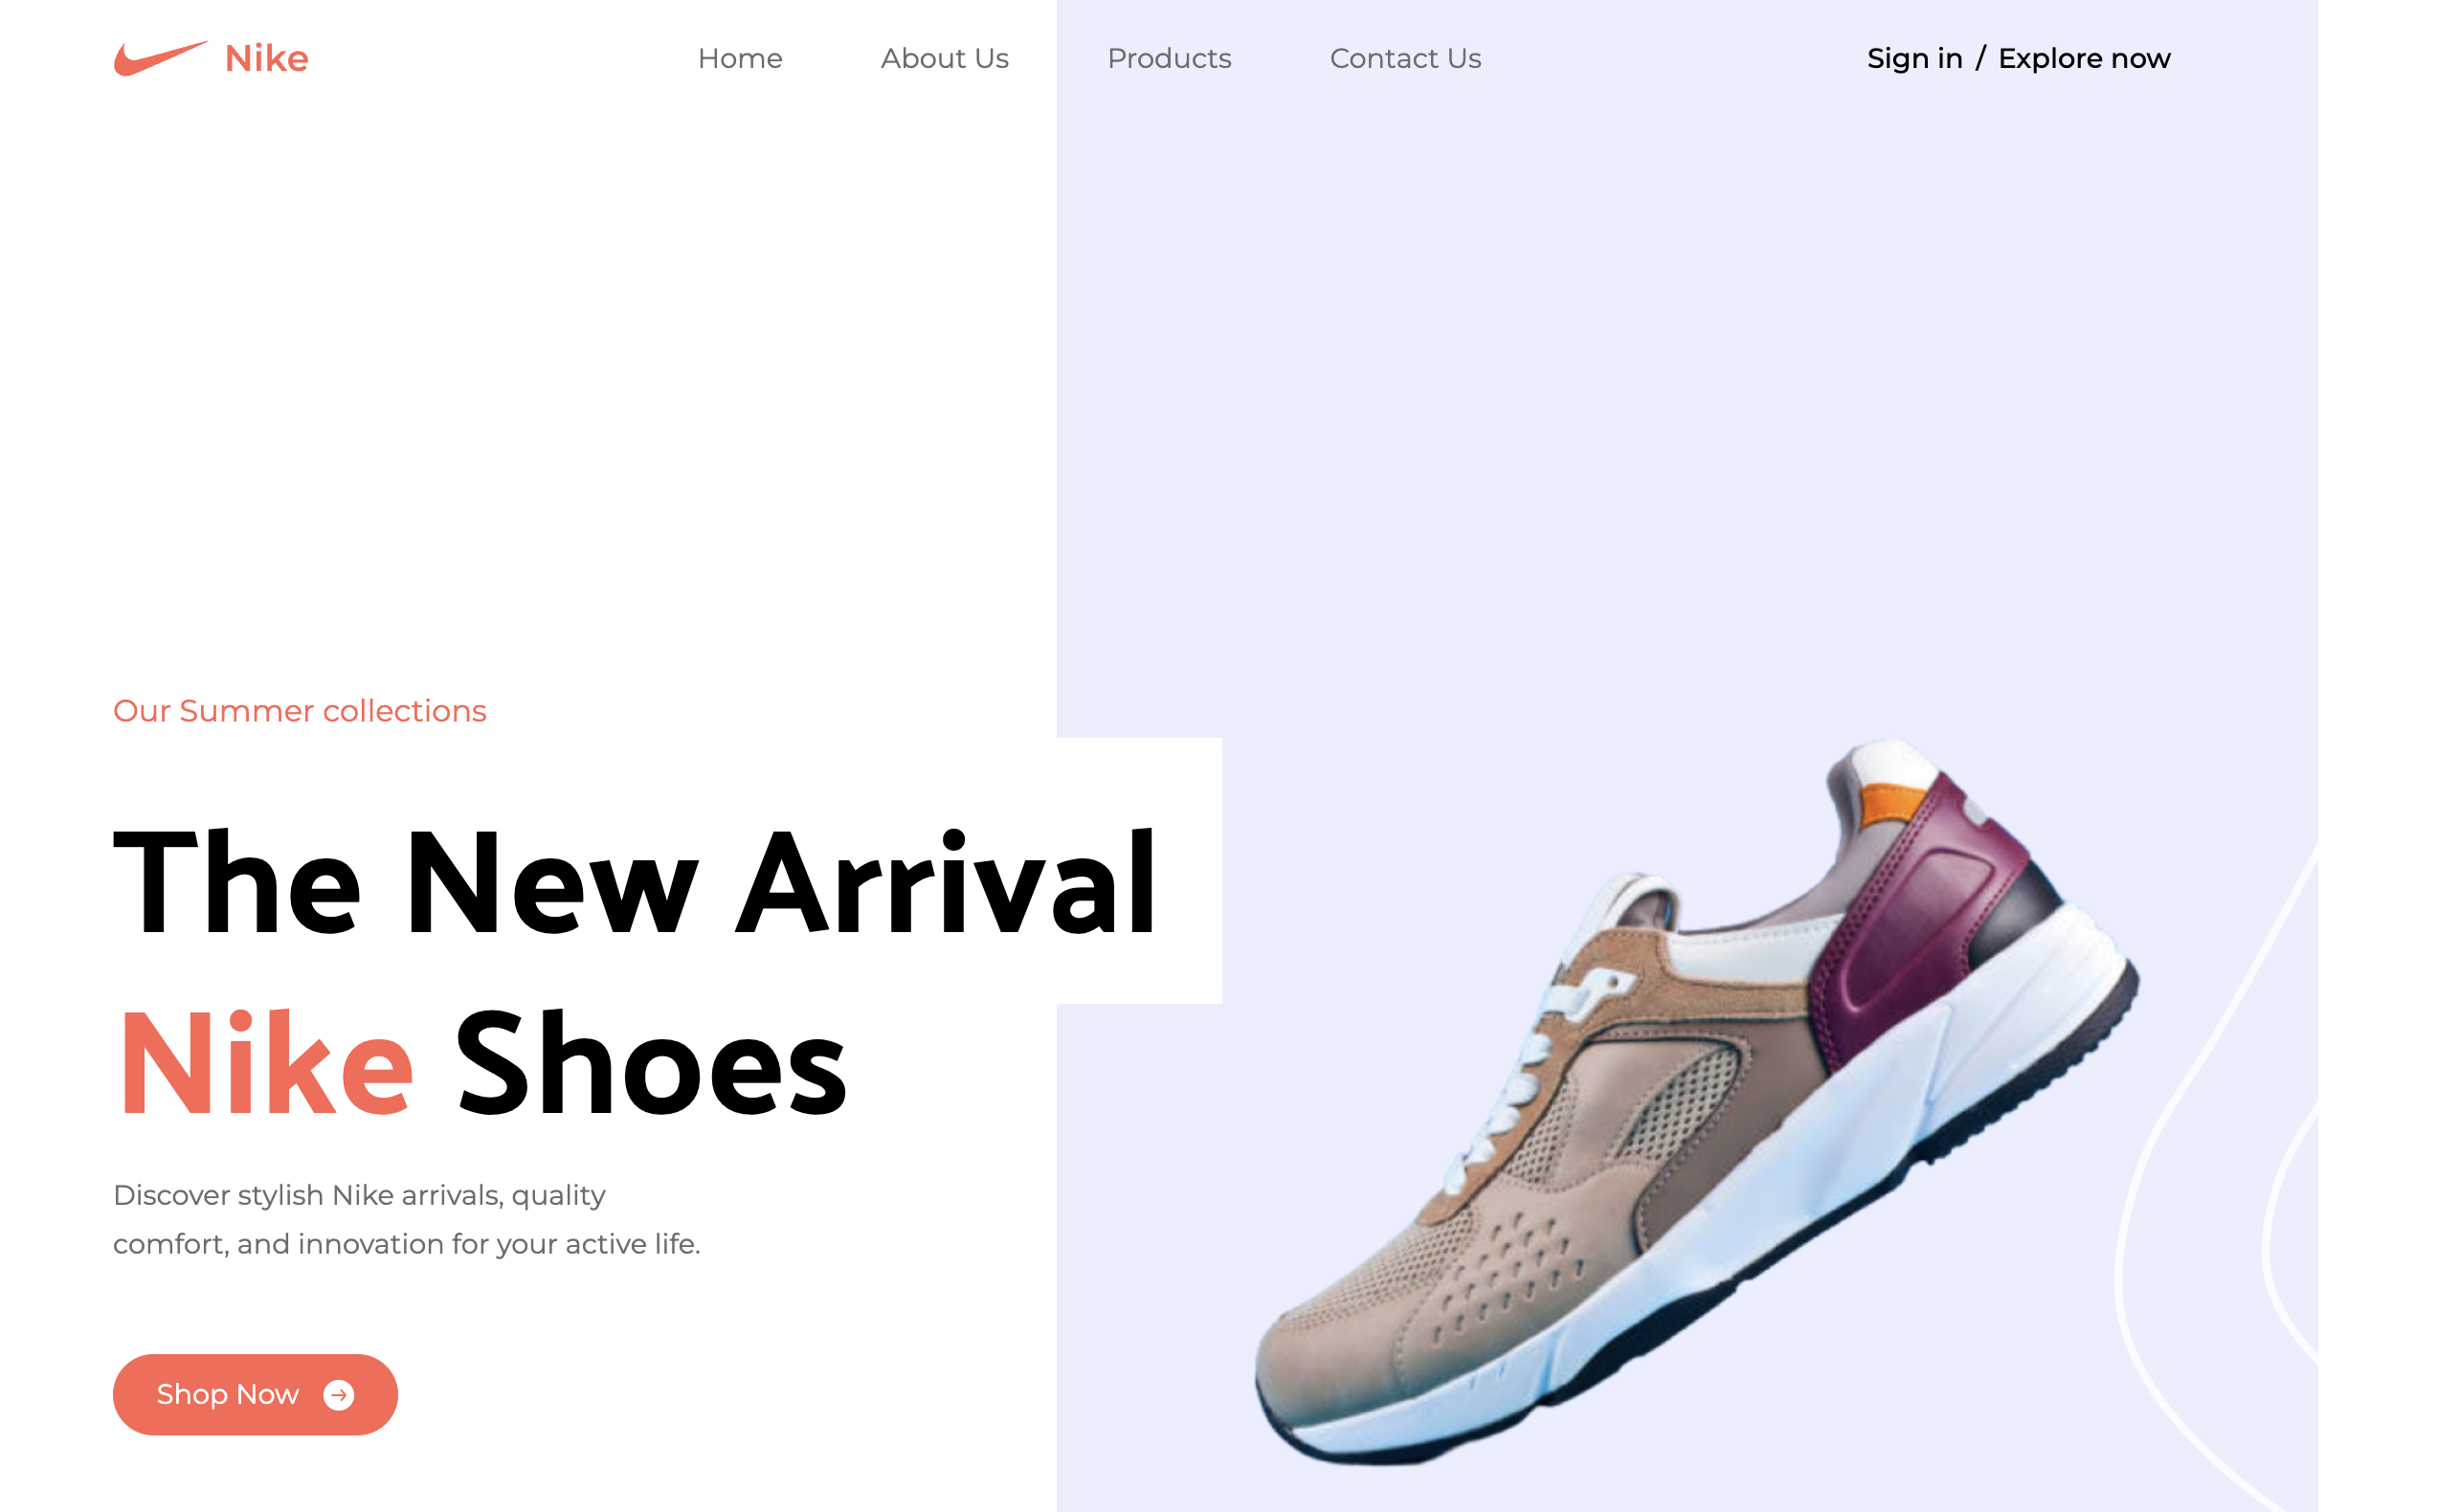 Nike
Home
About Us
Products
Contact Us
Sign in / Explore now
Our Summer collections
The New Arrival
Nike Shoes
Discover stylish Nike arrivals, quality
comfort, and innovation for your active life.
Shop Now